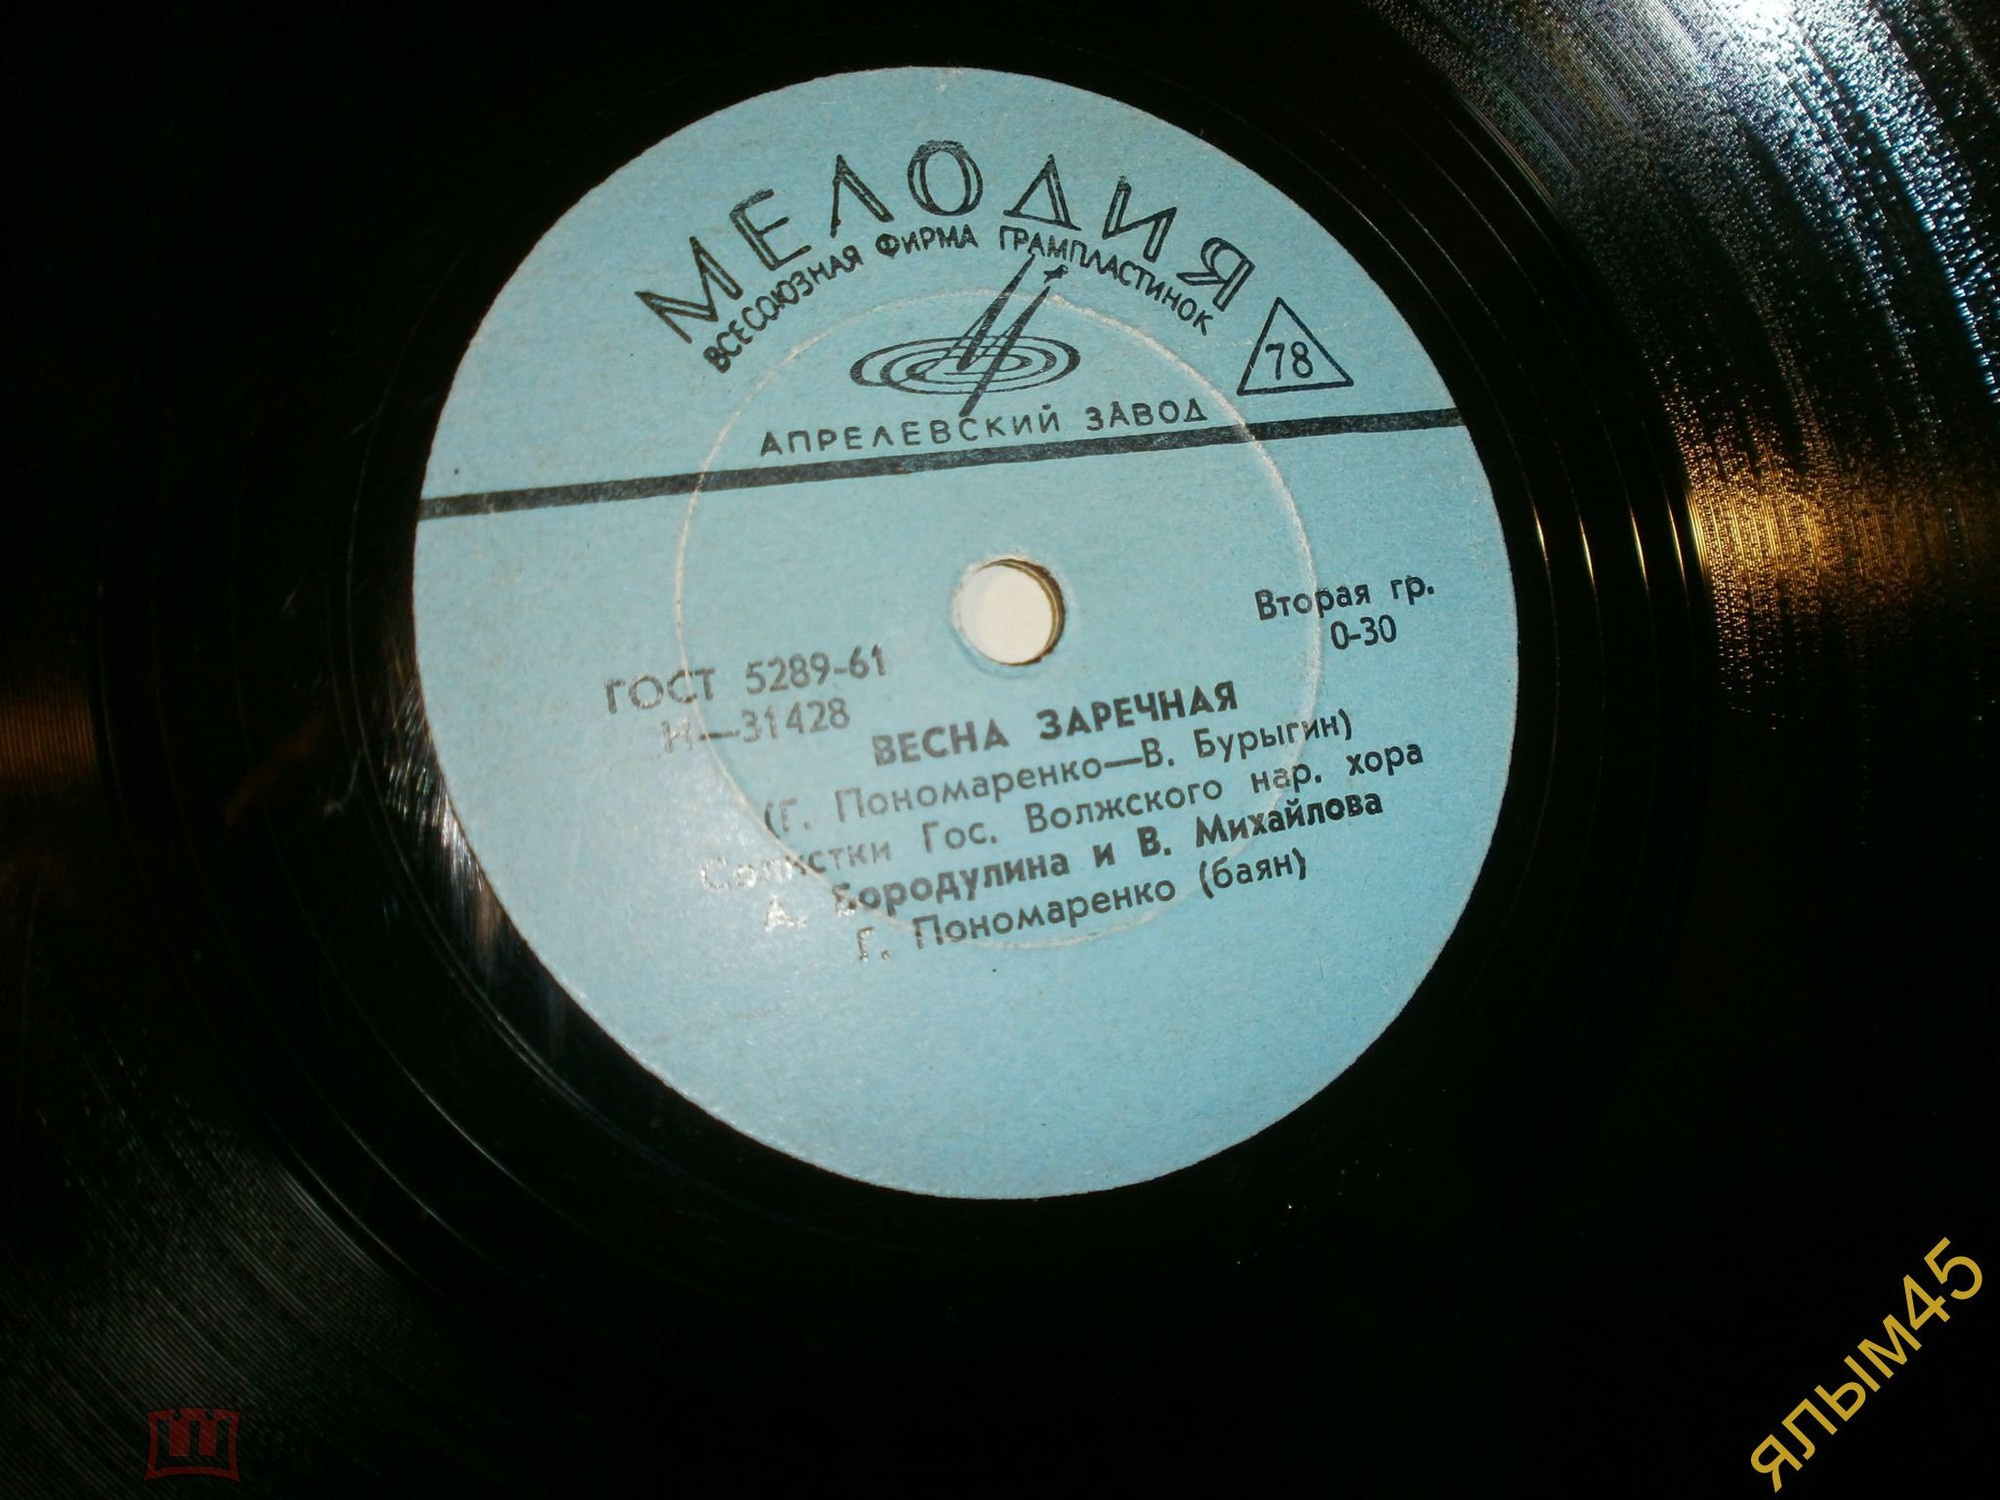 МЕЛОДИЯ
ВСЕСОЮЗНАЯ ФИРМА ГРАМПЛАСТИНОК
78
АПРЕЛЕВСКИЙ ЗАВОД
Вторая гр.
0-30
ГОСТ 5289-61
Н—31428
ВЕСНА ЗАРЕЧНАЯ
(Г. Пономаренко—В. Бурыгин)
Солистки Гос. Волжского нар. хора
А. Бородулина и В. Михайлова
Г. Пономаренко (баян)
ялым45